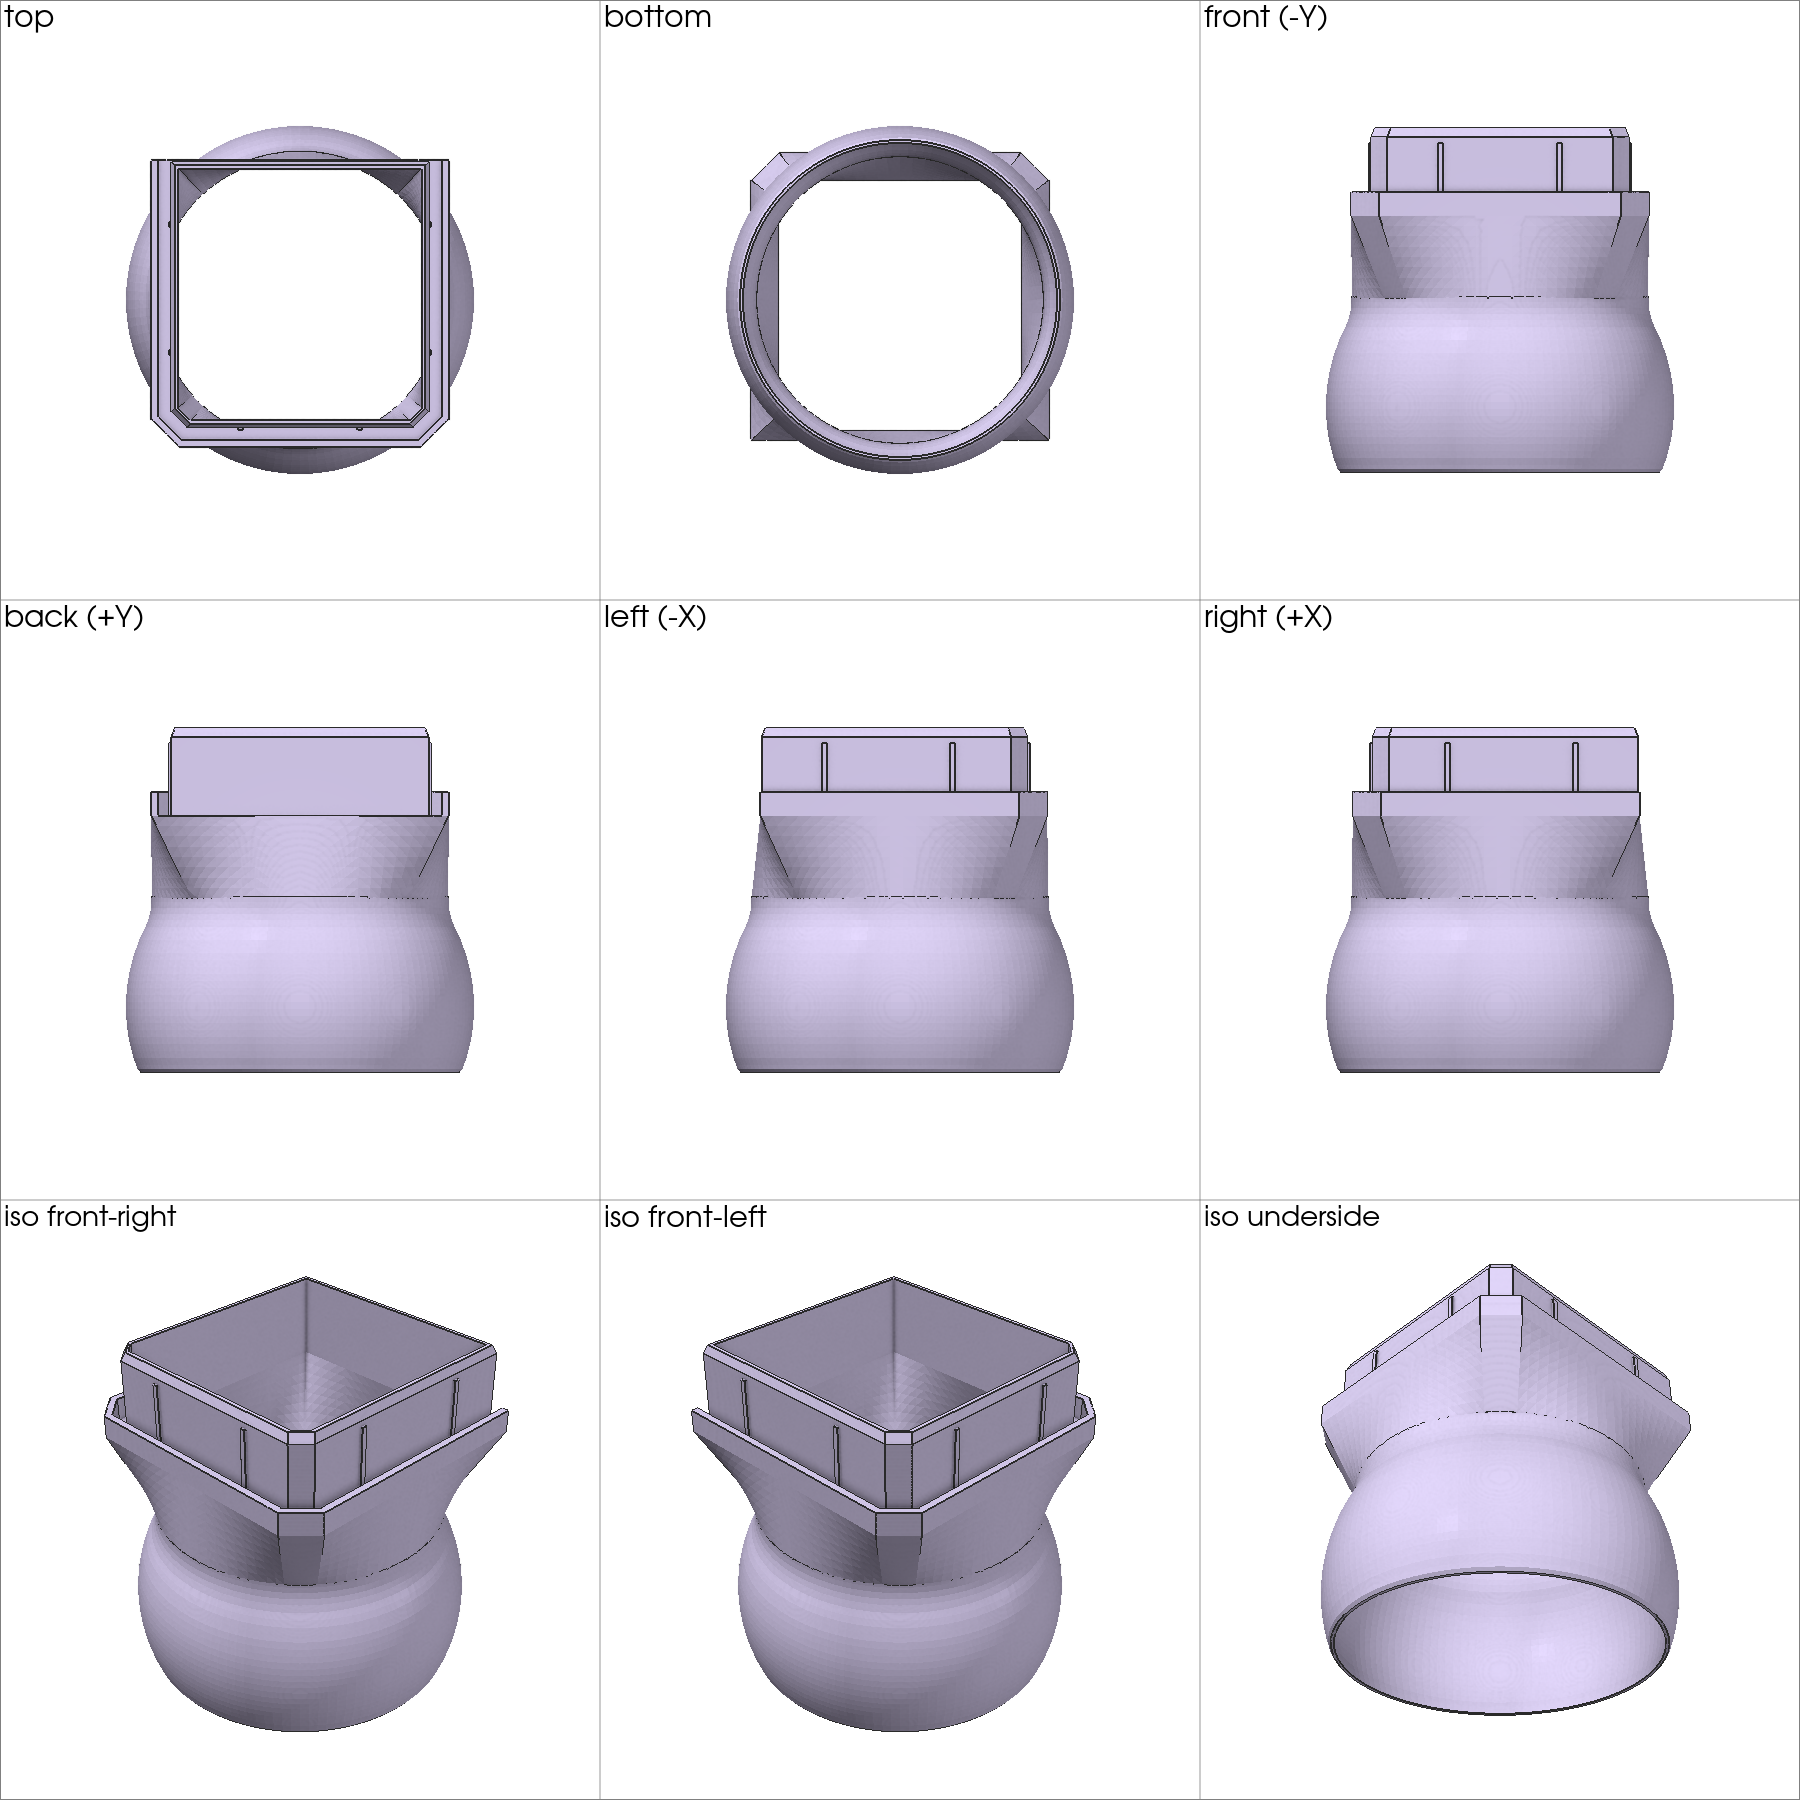 top
bottom
front (-Y)
back (+Y)
left (-X)
right (+X)
iso front-right
iso front-left
iso underside